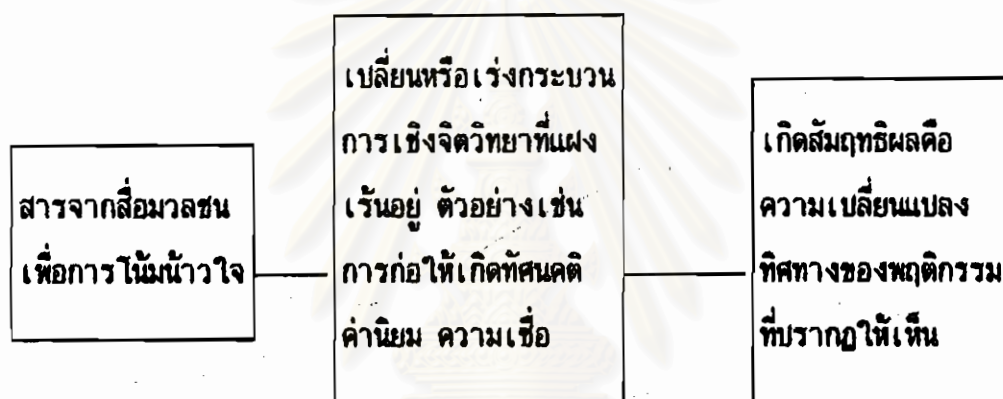 สารจากสื่อมวลชน
เพื่อการโน้มน้าวใจ
เปลี่ยนหรือเร่งกระบวน
การเชิงจิตวิทยาที่แฝง
เร้นอยู่ ตัวอย่างเช่น
การก่อให้เกิดทัศนคติ
ค่านิยม ความเชื่อ
เกิดสัมฤทธิผลคือ
ความเปลี่ยนแปลง
ทิศทางของพฤติกรรม
ที่ปรากฏให้เห็น